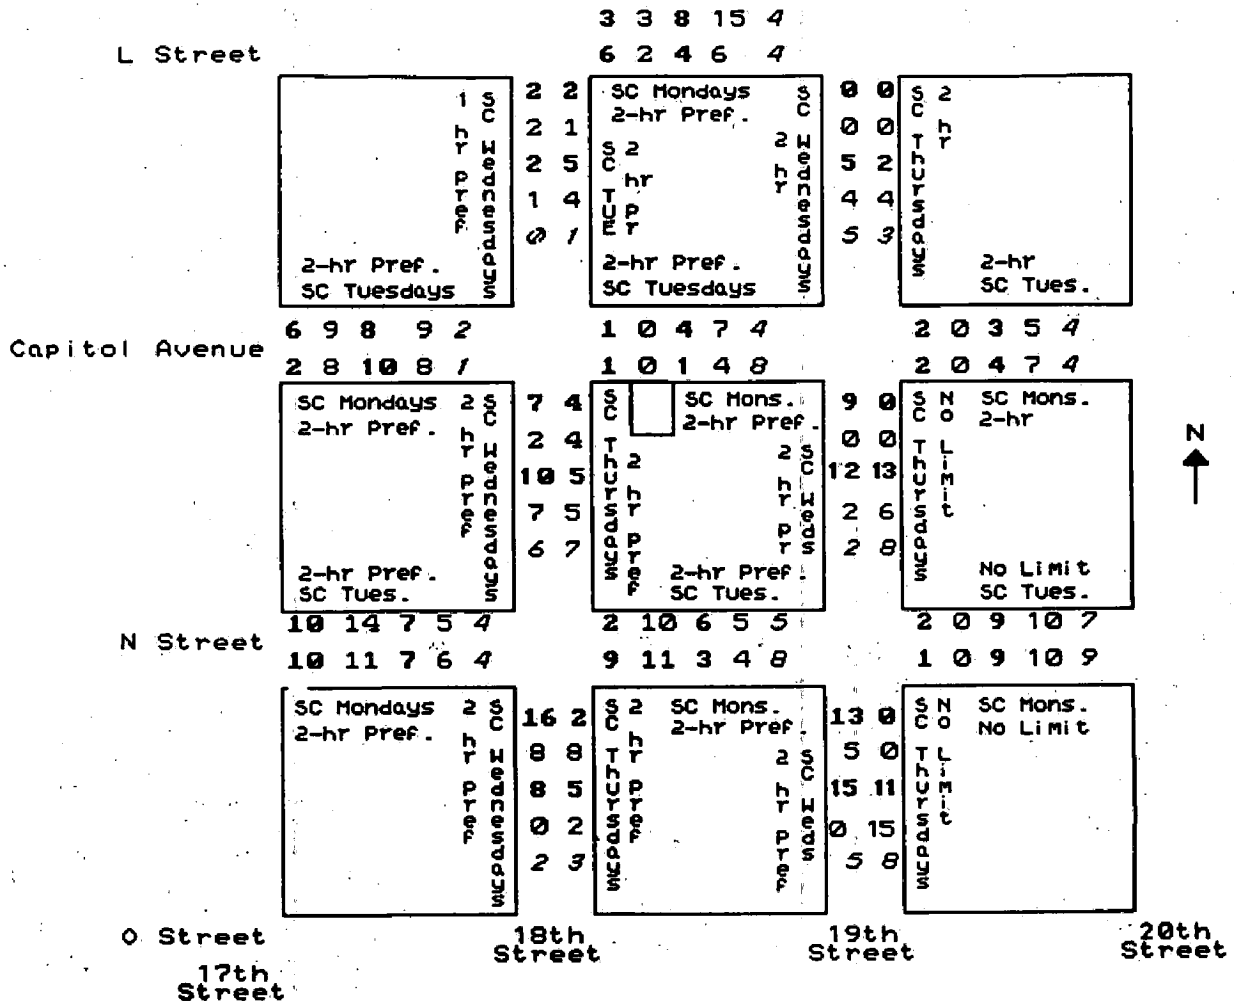 3 3 8 15 4
L Street 6 2 4 6 4
1 hr Pref
SC Wednesdays
2-hr Pref.
SC Tuesdays
2 2
2 1
2 5
1 4
0 1
SC Mondays
2-hr Pref.
SC TUE
2 hr Pr
2 hr
SC Wednesdays
2-hr Pref.
SC Tuesdays
0 0
0 0
5 2
4 4
5 3
SC Thursdays
2 hr
2-hr
SC Tues.
6 9 8 9 2
1 0 4 7 4
2 0 3 5 4
Capitol Avenue
2 8 10 8 1
1 0 1 4 8
2 0 4 7 4
SC Mondays
2-hr Pref.
2 hr Pref
SC Wednesdays
2-hr Pref.
SC Tues.
7 4
2 4
10 5
7 5
6 7
SC Thursdays
2 hr Pref
SC Mons.
2-hr Pref.
2 hr Pr
SC Weds
2-hr Pref.
SC Tues.
9 0
0 0
12 13
2 6
2 8
SC Thursdays
No Limit
SC Mons.
2-hr
No Limit
SC Tues.
N
10 14 7 5 4
2 10 6 5 5
2 0 9 10 7
N Street
10 11 7 6 4
9 11 3 4 8
1 0 9 10 9
SC Mondays
2-hr Pref.
2 hr Pref
SC Wednesdays
16 2
8 8
8 5
0 2
2 3
SC Thursdays
2 hr Pref
SC Mons.
2-hr Pref.
2 hr Pref
SC Weds
13 0
5 0
15 11
0 15
5 8
SC Thursdays
No Limit
SC Mons.
No Limit
O Street
17th
Street
18th
Street
19th
Street
20th
Street